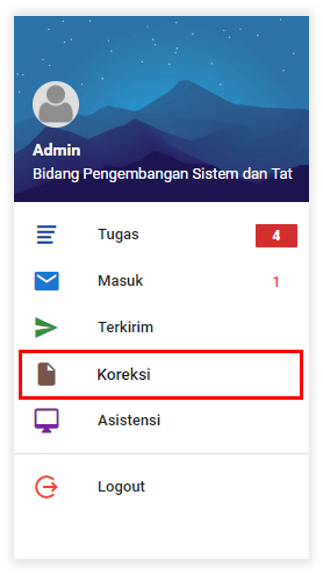 Admin
Bidang Pengembangan Sistem dan Tat
Tugas 4
Masuk 1
Terkirim
Koreksi
Asistensi
Logout